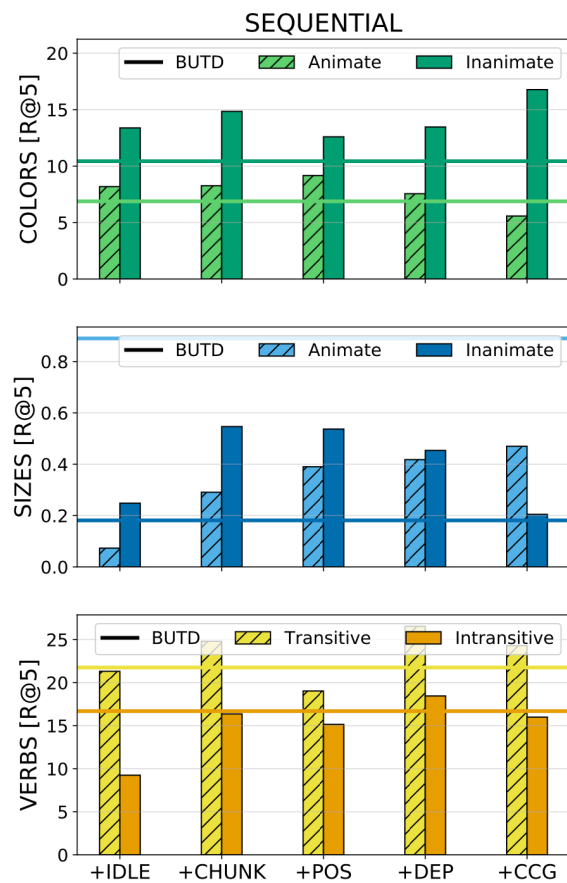 SEQUENTIAL
COLORS [R@5]
20
15
10
5
0
BUTD Animate Inanimate
SIZES [R@5]
0.8
0.6
0.4
0.2
0.0
BUTD Animate Inanimate
VERBS [R@5]
25
20
15
10
5
0
BUTD Transitive Intransitive
+IDLE +CHUNK +POS +DEP +CCG